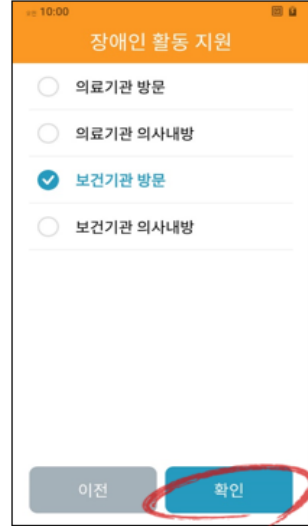 오전 10:00
장애인 활동 지원
의료기관 방문
의료기관 의사내방
보건기관 방문
보건기관 의사내방
이전
확인